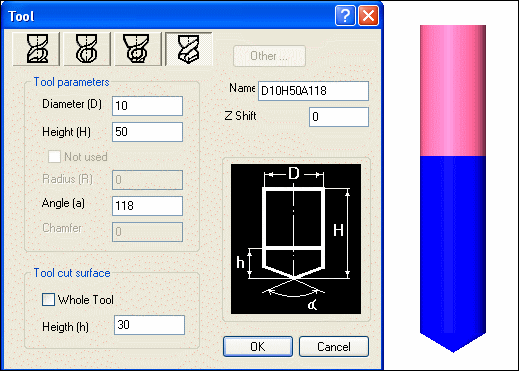 Tool
Other ...
Tool parameters
Diameter (D) 10
Height (H) 50
Not used
Radius (R) 0
Angle (a) 118
Chamfer 0
Name D10H50A118
Z Shift 0
D
H
h
α
Tool cut surface
Whole Tool
Heigth (h) 30
OK Cancel